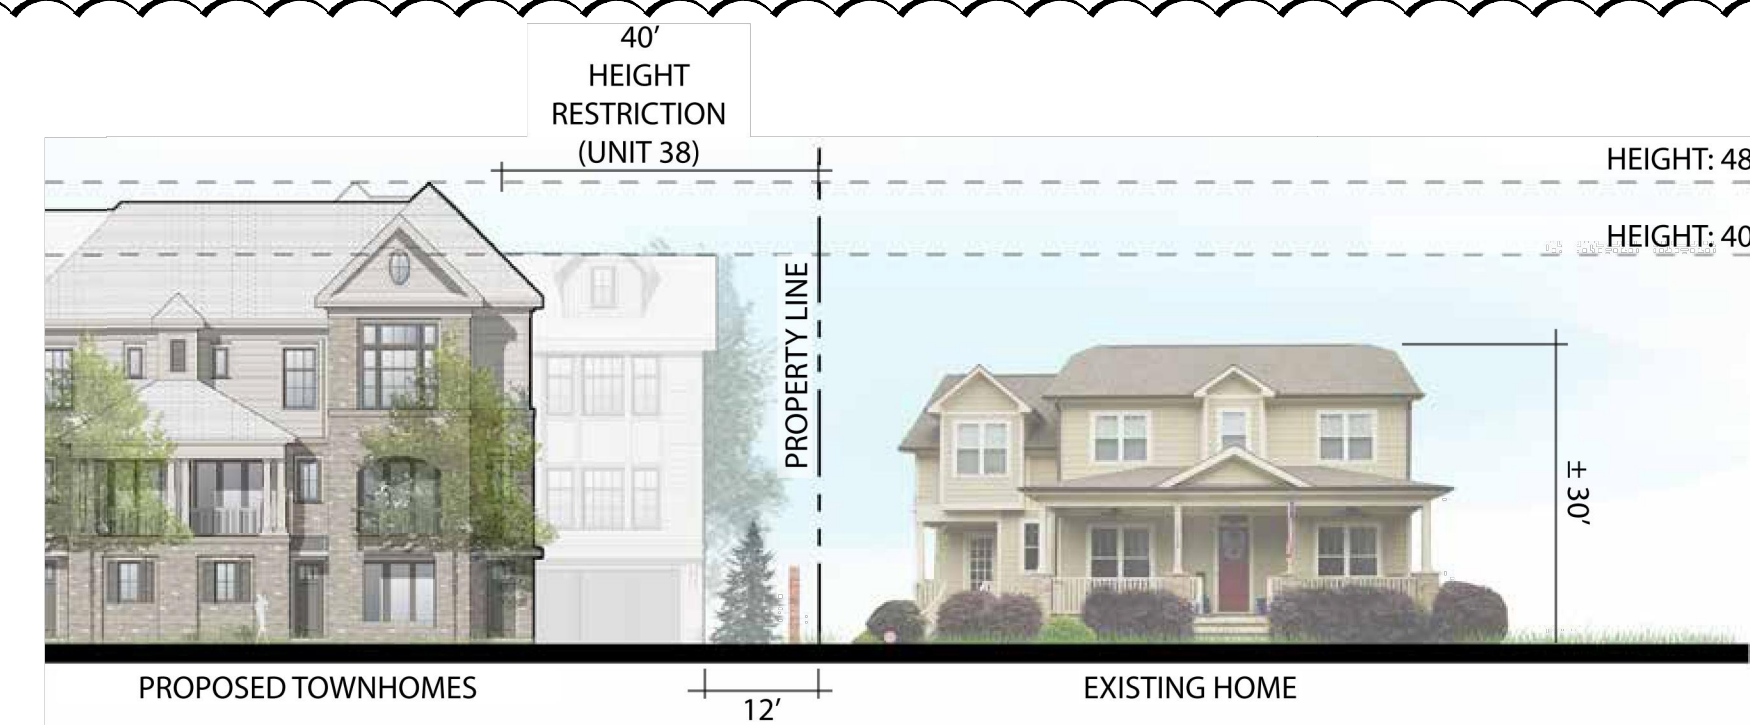 40’
HEIGHT
RESTRICTION
(UNIT 38)
HEIGHT: 48
HEIGHT: 40
PROPERTY LINE
± 30’
PROPOSED TOWNHOMES
EXISTING HOME
12’